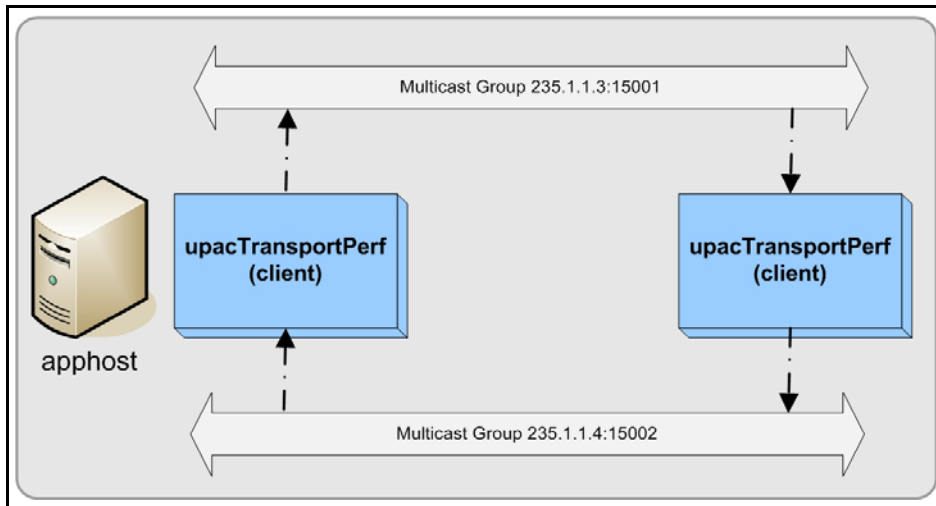 Multicast Group 235.1.1.3:15001
upacTransportPerf
(client)
upacTransportPerf
(client)
apphost
Multicast Group 235.1.1.4:15002